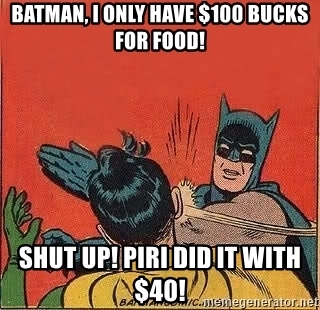 BATMAN, I ONLY HAVE $100 BUCKS
FOR FOOD!
SHUT UP! PIRI DID IT WITH
$40!
memegenerator.net